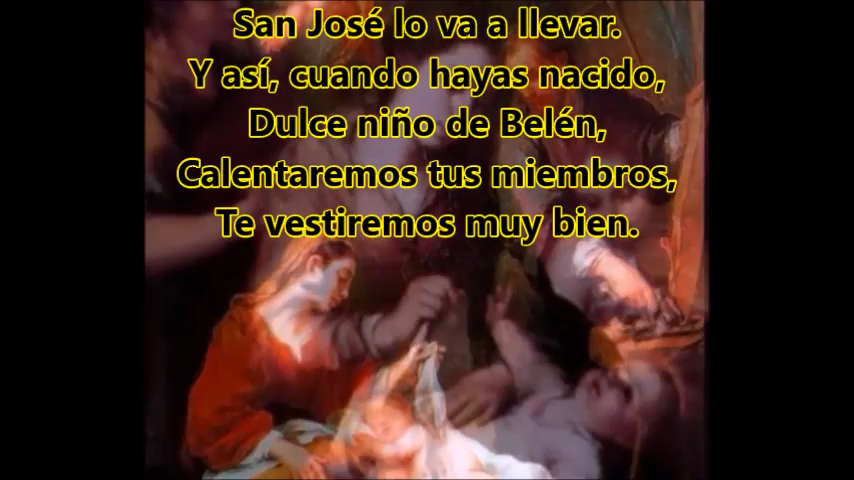 San José lo va a llevar.
Y así, cuando hayas nacido,
Dulce niño de Belén,
Calentaremos tus miembros,
Te vestiremos muy bien.